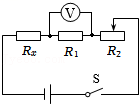 V
Rₓ R₁ R₂
S